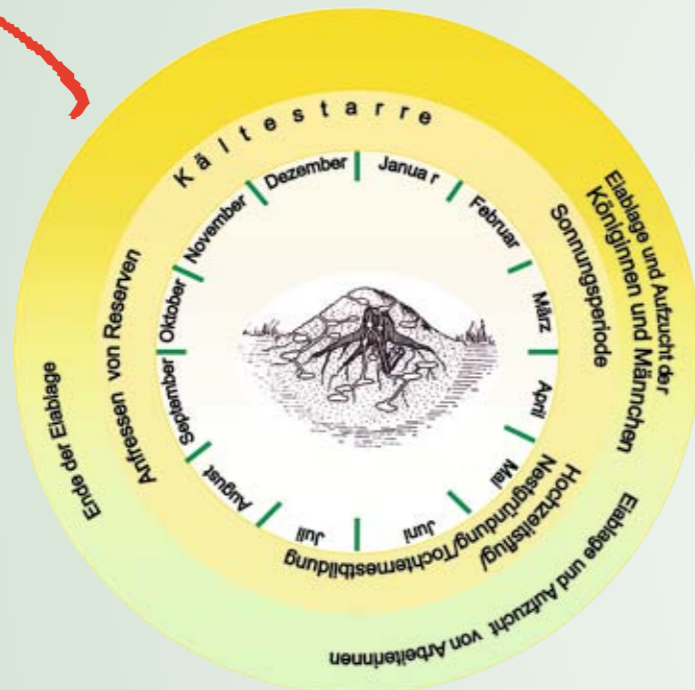 Kältestarre
Januar
Februar
März
April
Mai
Juni
Juli
August
September
Oktober
November
Dezember
Sonnungsperiode
Hochzeitsflug/
Nestgründung/Tochternestbildung
Anfressen von Reserven
Eiablage und Aufzucht der
Königinnen und Männchen
Eiablage und Aufzucht von Arbeiterinnen
Ende der Eiablage